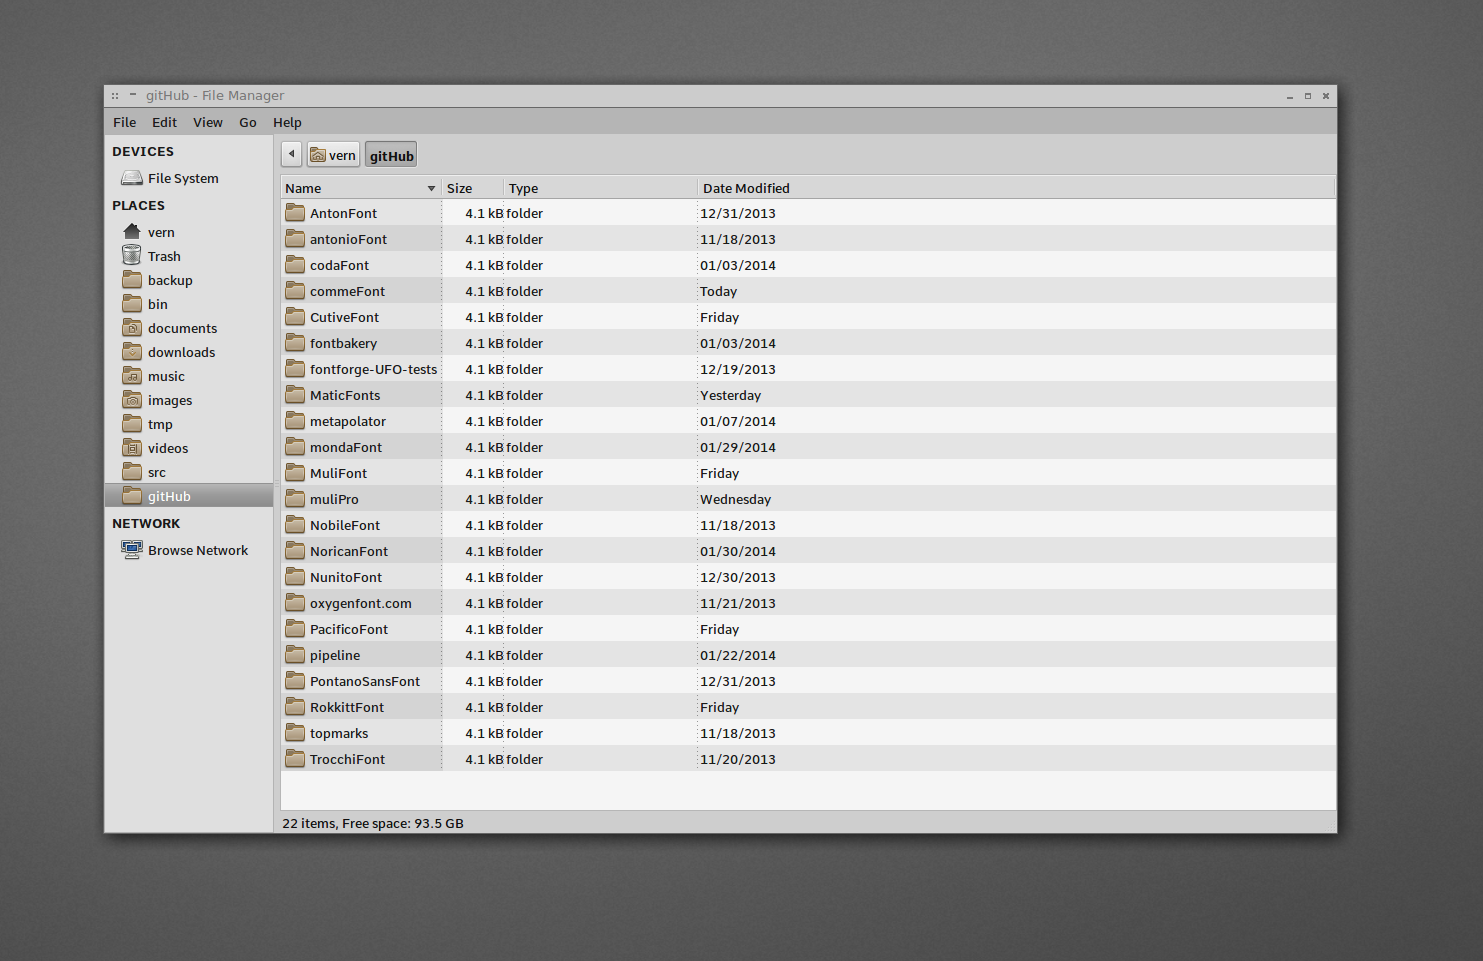 gitHub - File Manager
File Edit View Go Help
DEVICES
File System
PLACES
vern
Trash
backup
bin
documents
downloads
music
images
tmp
videos
src
gitHub
NETWORK
Browse Network
vern gitHub
Name Size Type Date Modified
AntonFont 4.1 kB folder 12/31/2013
antonioFont 4.1 kB folder 11/18/2013
codaFont 4.1 kB folder 01/03/2014
commeFont 4.1 kB folder Today
CutiveFont 4.1 kB folder Friday
fontbakery 4.1 kB folder 01/03/2014
fontforge-UFO-tests 4.1 kB folder 12/19/2013
MaticFonts 4.1 kB folder Yesterday
metapolator 4.1 kB folder 01/07/2014
mondaFont 4.1 kB folder 01/29/2014
MuliFont 4.1 kB folder Friday
muliPro 4.1 kB folder Wednesday
NobileFont 4.1 kB folder 11/18/2013
NoricanFont 4.1 kB folder 01/30/2014
NunitoFont 4.1 kB folder 12/30/2013
oxygenfont.com 4.1 kB folder 11/21/2013
PacificoFont 4.1 kB folder Friday
pipeline 4.1 kB folder 01/22/2014
PontanoSansFont 4.1 kB folder 12/31/2013
RokkittFont 4.1 kB folder Friday
topmarks 4.1 kB folder 11/18/2013
TrocchiFont 4.1 kB folder 11/20/2013
22 items, Free space: 93.5 GB